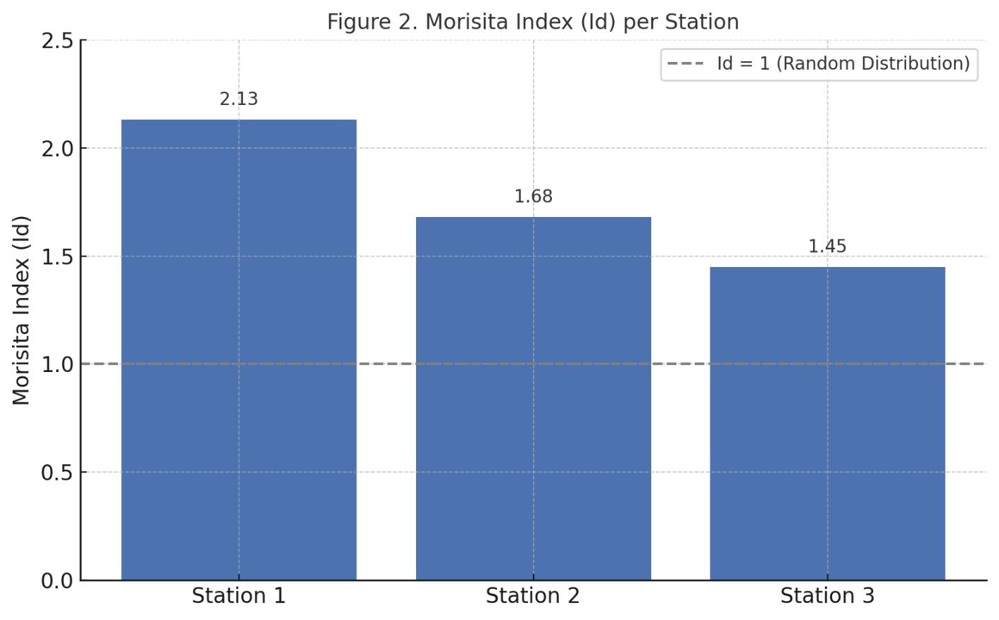 Figure 2. Morisita Index (Id) per Station
Id = 1 (Random Distribution)
Morisita Index (Id)
2.5
2.0
1.5
1.0
0.5
0.0
2.13
1.68
1.45
Station 1
Station 2
Station 3